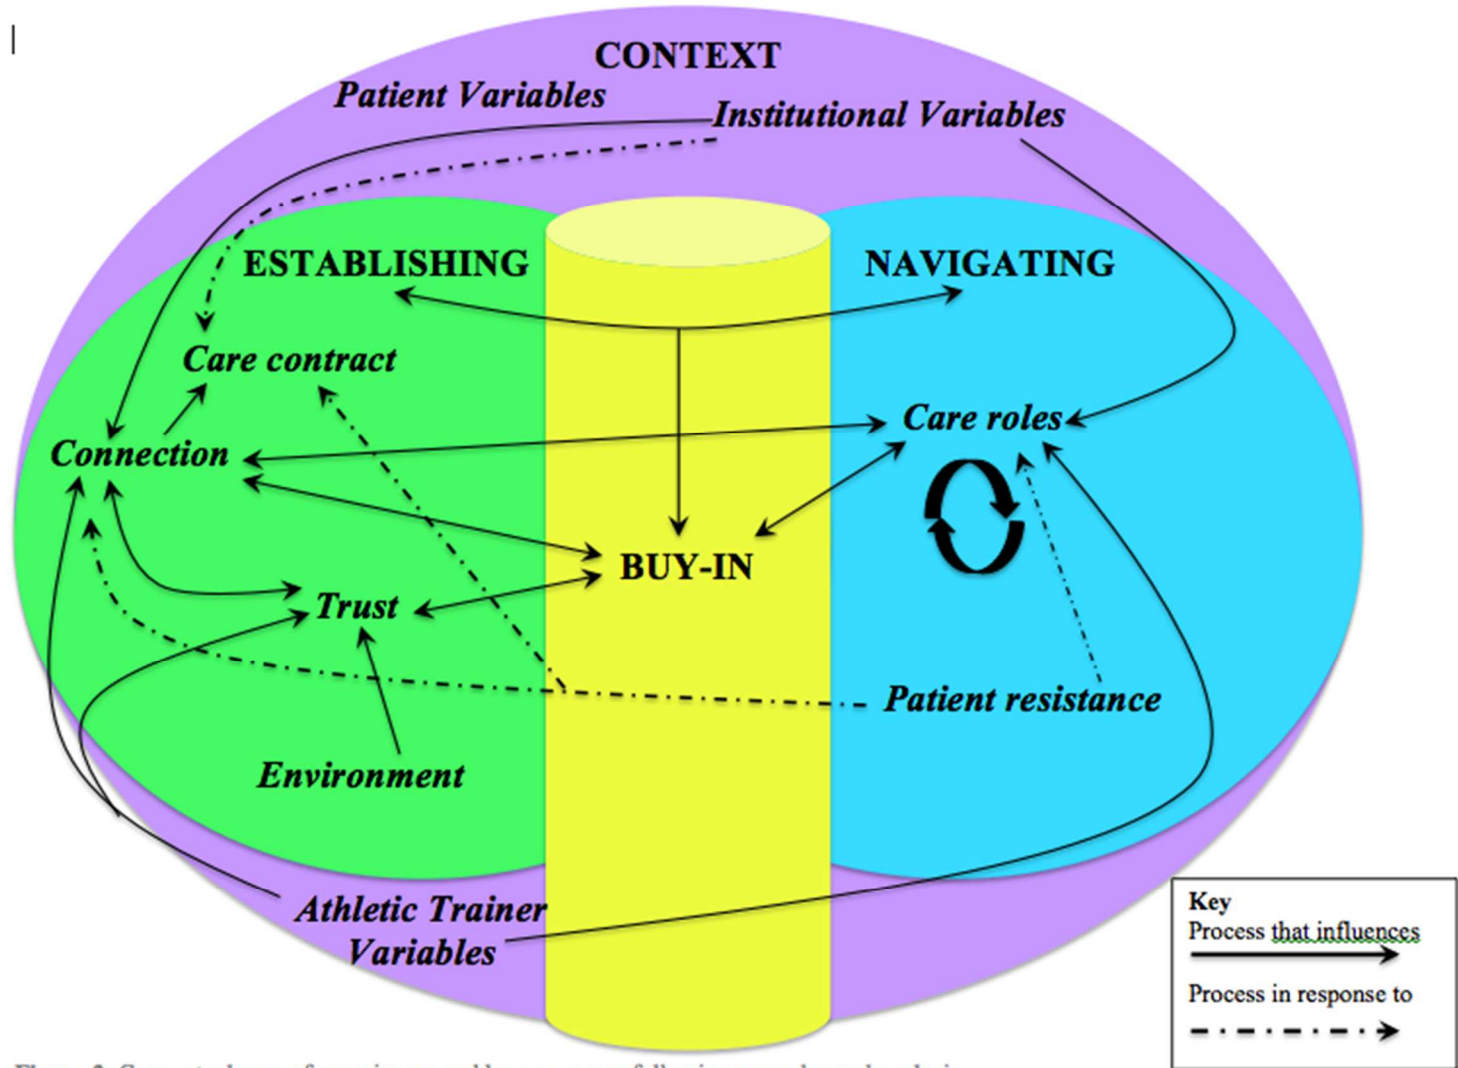 CONTEXT
Patient Variables
Institutional Variables
ESTABLISHING
NAVIGATING
Care contract
Care roles
Connection
BUY-IN
Trust
Patient resistance
Environment
Athletic Trainer
Variables
Key
Process that influences
Process in response to